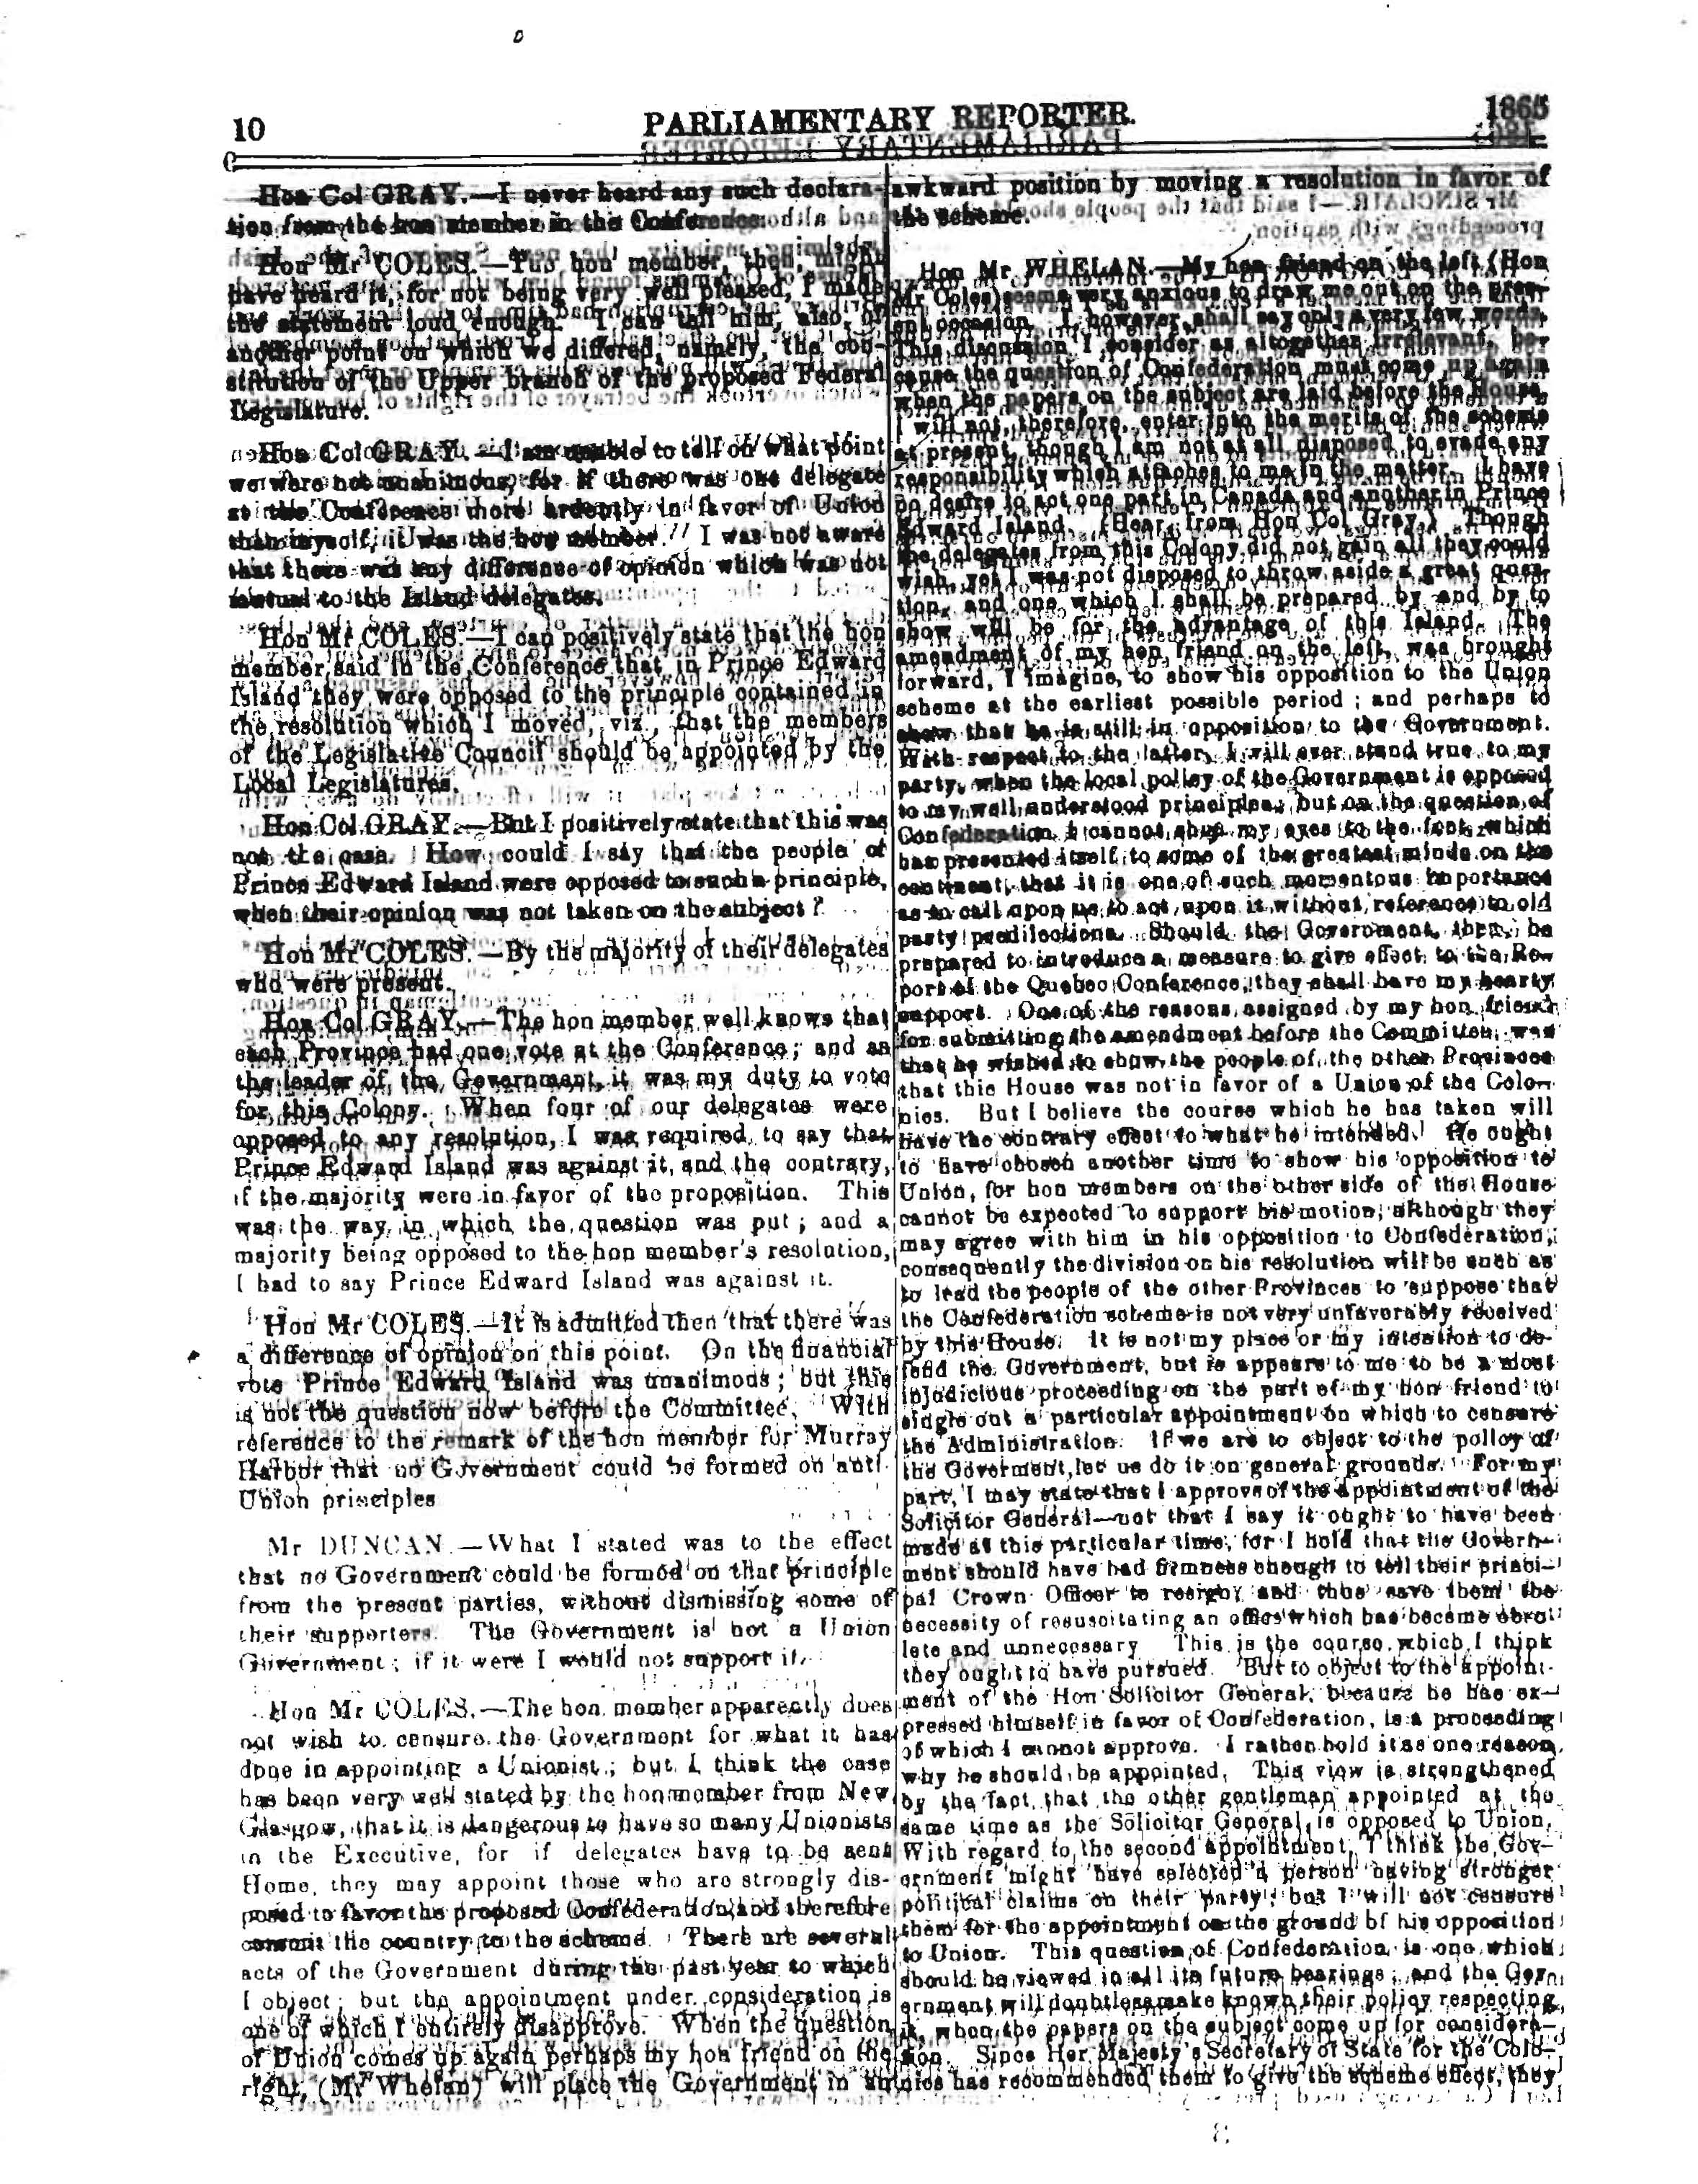 10
PARLIAMENTARY REPORTER.
1865
Hon Col GRAY.—I never heard any such declara-
tion from the hon member in the Conference.
Hon Mr COLES.—The hon member, then, might
have heard it, for not being very well pleased, I made
the statement loud enough. I can tell him, also, of
another point on which we differed, namely, the con-
stitution of the Upper branch of the proposed Federal
Legislature.
Hon Col GRAY.—I am unable to tell on what point
we were not unanimous, for if there was one delegate
at the Conference more ardently in favor of Union
than myself, it was the hon member. I was not aware
that there was any difference of opinion which was not
mutual to the Island delegates.
Hon Mr COLES.—I can positively state that the hon
member said in the Conference that in Prince Edward
Island they were opposed to the principle contained in
the resolution which I moved, viz, that the members
of the Legislative Council should be appointed by the
Local Legislatures.
Hon Col GRAY.—But I positively state that this was
not the case. How could I say that the people of
Prince Edward Island were opposed to such a principle,
when their opinion was not taken on the subject?
Hon Mr COLES.—By the majority of their delegates
who were present.
Hon Col GRAY.—The hon member well knows that
each Province had one vote at the Conference; and as
the leader of the Government, it was my duty to vote
for this Colony. When four of our delegates were
opposed to any resolution, I was required to say that
Prince Edward Island was against it, and the contrary,
if the majority were in favor of the proposition. This
was the way in which the question was put; and a
majority being opposed to the hon member's resolution,
I had to say Prince Edward Island was against it.
Hon Mr COLES.—It is admitted then that there was
a difference of opinion on this point. On the financial
vote Prince Edward Island was unanimous; but this
is not the question now before the Committee. With
reference to the remark of the hon member for Murray
Harbor that no Government could be formed on anti-
Union principles
Mr DUNCAN.—What I stated was to the effect
that no Government could be formed on that principle
from the present parties, without dismissing some of
their supporters. The Government is not a Union
Government; if it were I would not support it.
Hon Mr COLES.—The hon. member apparently does
not wish to censure the Government for what it has
done in appointing a Unionist; but I think the case
has been very well stated by the hon member from New
Glasgow, that it is dangerous to have so many Unionists
in the Executive, for if delegates have to be sent
Home, they may appoint those who are strongly dis-
posed to favor the proposed Confederation, and therefore
commit the country to the scheme. There are several
acts of the Government during the past year to which
I object; but the appointment under consideration is
one of which I entirely disapprove. When the question
of Union comes up again perhaps my hon friend on the
right, (Mr Whelan) will place the Government in an
awkward position by moving a resolution in favor of
the scheme.
Hon Mr. WHELAN.—My hon friend on the left (Hon
Mr Coles) seems very anxious to draw me out on the pres-
ent occasion. I, however, shall say only a very few words.
This discussion I consider as altogether irrelevant, be-
cause the question of Confederation must come up again
when the papers on the subject are laid before the House.
I will not, therefore, enter into the merits of the scheme
at present, though I am not at all disposed to evade any
responsibility which attaches to me in the matter. I have
no desire to act one part in Canada and another in Prince
Edward Island. (Hear, from Hon Col Gray.) Though
the delegates from this Colony did not gain all they could
wish, yet I was not disposed to throw aside a great ques-
tion, and one which I shall be prepared by and by to
show will be for the advantage of this Island. The
amendment of my hon friend on the left, was brought
forward, I imagine, to show his opposition to the Union
scheme at the earliest possible period; and perhaps to
show that he is still in opposition to the Government.
With respect to the latter, I will ever stand true to my
party, when the local policy of the Government is opposed
to my well understood principles; but on the question of
Confederation I cannot shut my eyes to the fact which
has presented itself to some of the greatest minds on the
continent, that it is one of such momentous importance
as to call upon us to act upon it without reference to old
party predilections. Should the Government, then, be
prepared to introduce a measure to give effect to the Re-
port of the Quebec Conference, they shall have my hearty
support. One of the reasons assigned by my hon friend
for submitting the amendment before the Committee, was
that he wished to show the people of the other Provinces
that this House was not in favor of a Union of the Colo-
nies. But I believe the course which he has taken will
have the contrary effect to what he intended. He ought
to have chosen another time to show his opposition to
Union, for hon members on the other side of the House
cannot be expected to support his motion, although they
may agree with him in his opposition to Confederation;
consequently the division on his resolution will be such as
to lead the people of the other Provinces to suppose that
the Confederation scheme is not very unfavorably received
by this House. It is not my place or my intention to de-
fend the Government, but it appears to me to be a most
injudicious proceeding on the part of my hon friend to
single out a particular appointment on which to censure
the Administration. If we are to object to the policy of
the Goverment, let us do it on general grounds. For my
part, I may state that I approve of the appointment of the
Solicitor General—not that I say it ought to have been
made at this particular time, for I hold that the Govern-
ment should have had firmness enough to tell their princi-
pal Crown Officer to resign, and thus save them the
necessity of resuscitating an office which has become obso-
lete and unnecessary This is the course which I think
they ought to have pursued. But to object to the appoint-
ment of the Hon Solicitor General, because he has ex-
pressed himself in favor of Confederation, is a proceeding
of which I cannot approve. I rather hold it as one reason
why he should be appointed. This view is strengthened
by the fact that the other gentleman appointed at the
same time as the Solicitor General, is opposed to Union.
With regard to the second appointment, I think the Gov-
ernment might have selected a person having stronger
political claims on their party; but I will not censure
them for the appointment on the ground of his opposition
to Union. This question of Confederation is one which
should be viewed in all its future bearings; and the Gov-
ernment will doubtless make known their policy respecting
it, when the papers on the subject come up for considera-
tion. Since Her Majesty's Secretary of State for the Colo-
nies has recommended them to give the scheme effect, they